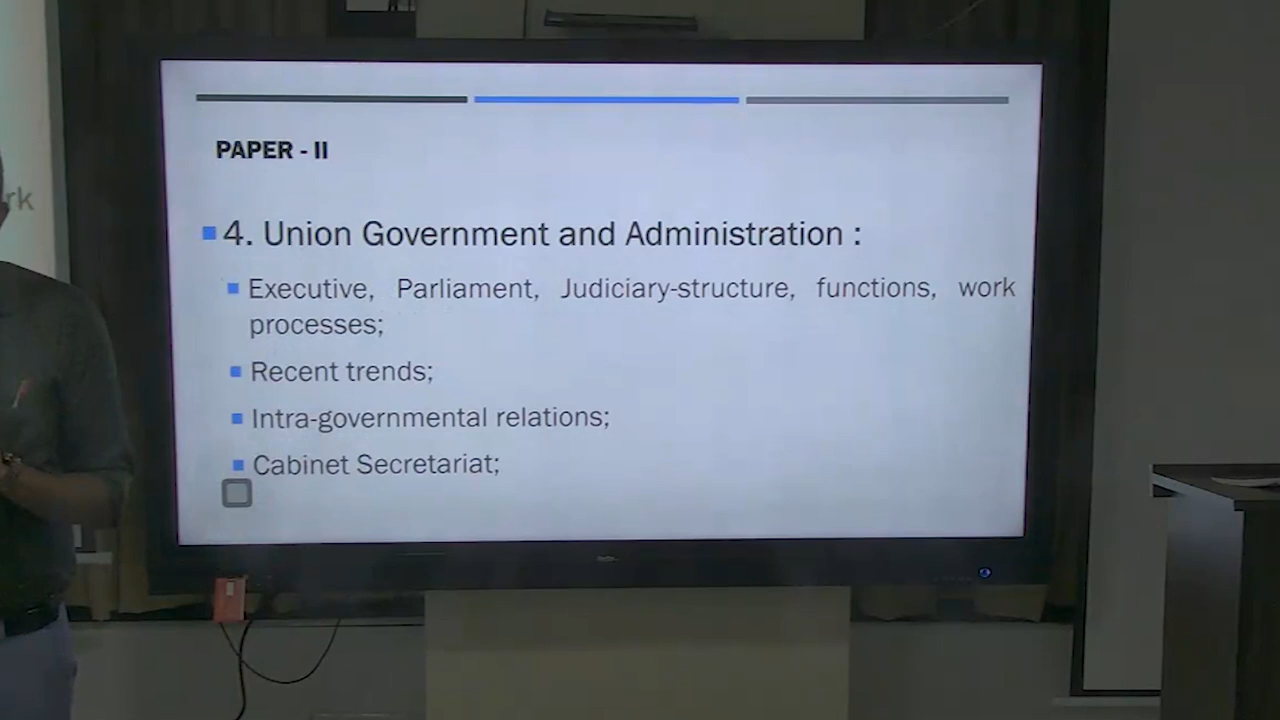 rk
PAPER - II
4. Union Government and Administration :
Executive, Parliament, Judiciary-structure, functions, work
processes;
Recent trends;
Intra-governmental relations;
Cabinet Secretariat;